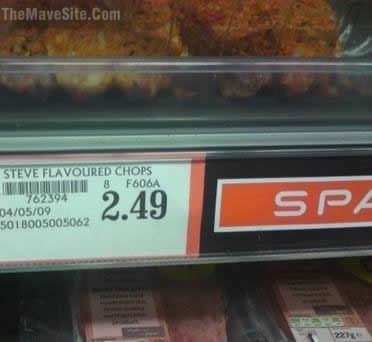 TheMaveSite.Com
STEVE FLAVOURED CHOPS
8 F606A
762394
2.49
04/05/09
5018005005062
SPA
227g